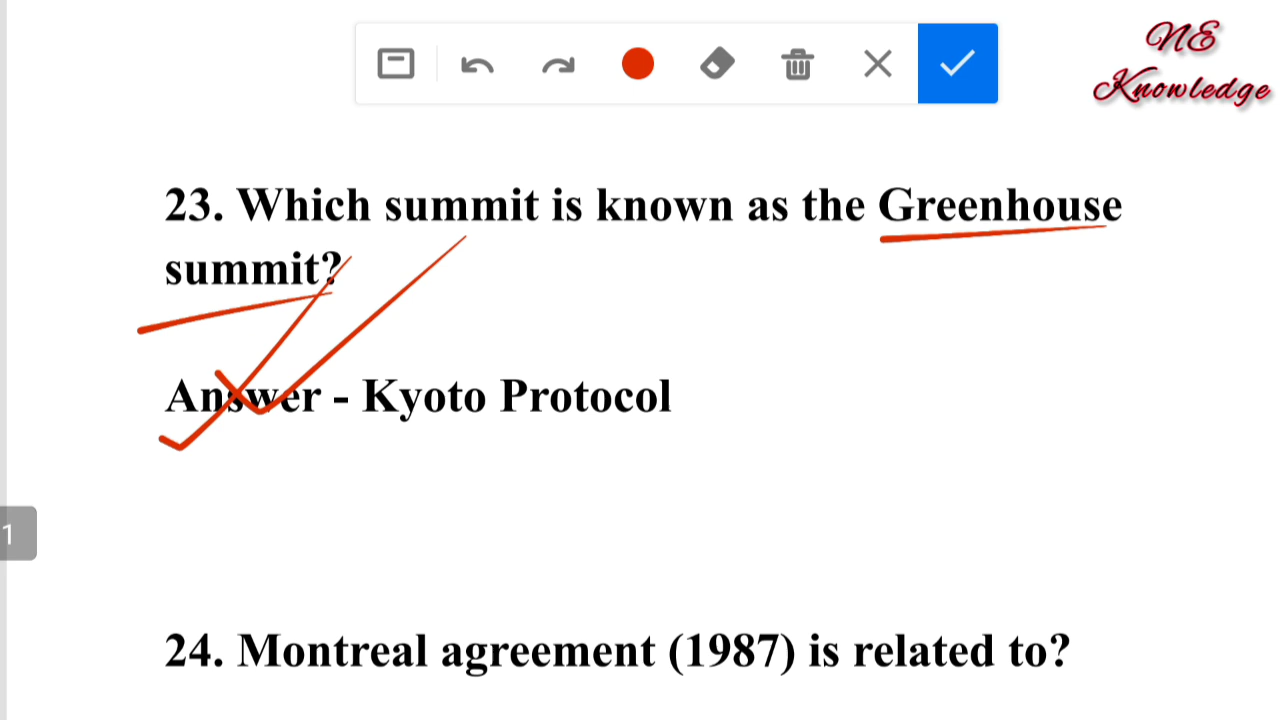 NE
Knowledge
23. Which summit is known as the Greenhouse
summit?
Answer - Kyoto Protocol
1
24. Montreal agreement (1987) is related to?